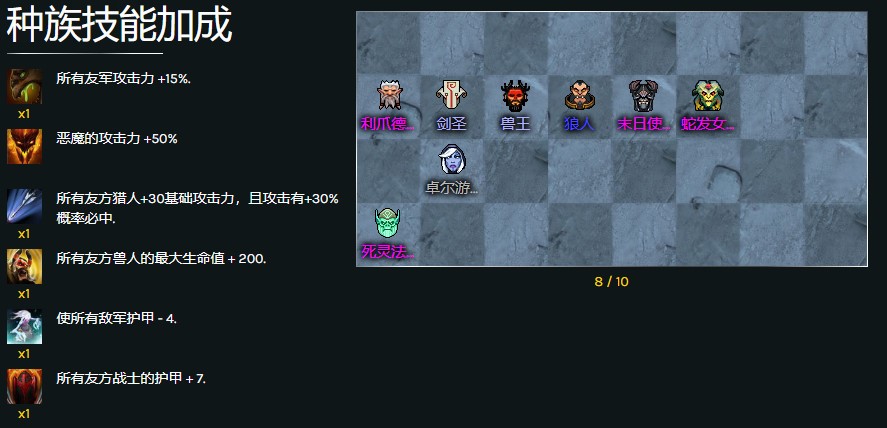 种族技能加成
所有友军攻击力 +15%.
x1
恶魔的攻击力 +50%
所有友方猎人+30基础攻击力，且攻击有+30%
概率必中.
x1
所有友方兽人的最大生命值 + 200.
x1
使所有敌军护甲 - 4.
x1
所有友方战士的护甲 + 7.
x1
利爪德...
剑圣
兽王
狼人
末日使...
蛇发女...
卓尔游...
死灵法...
8 / 10